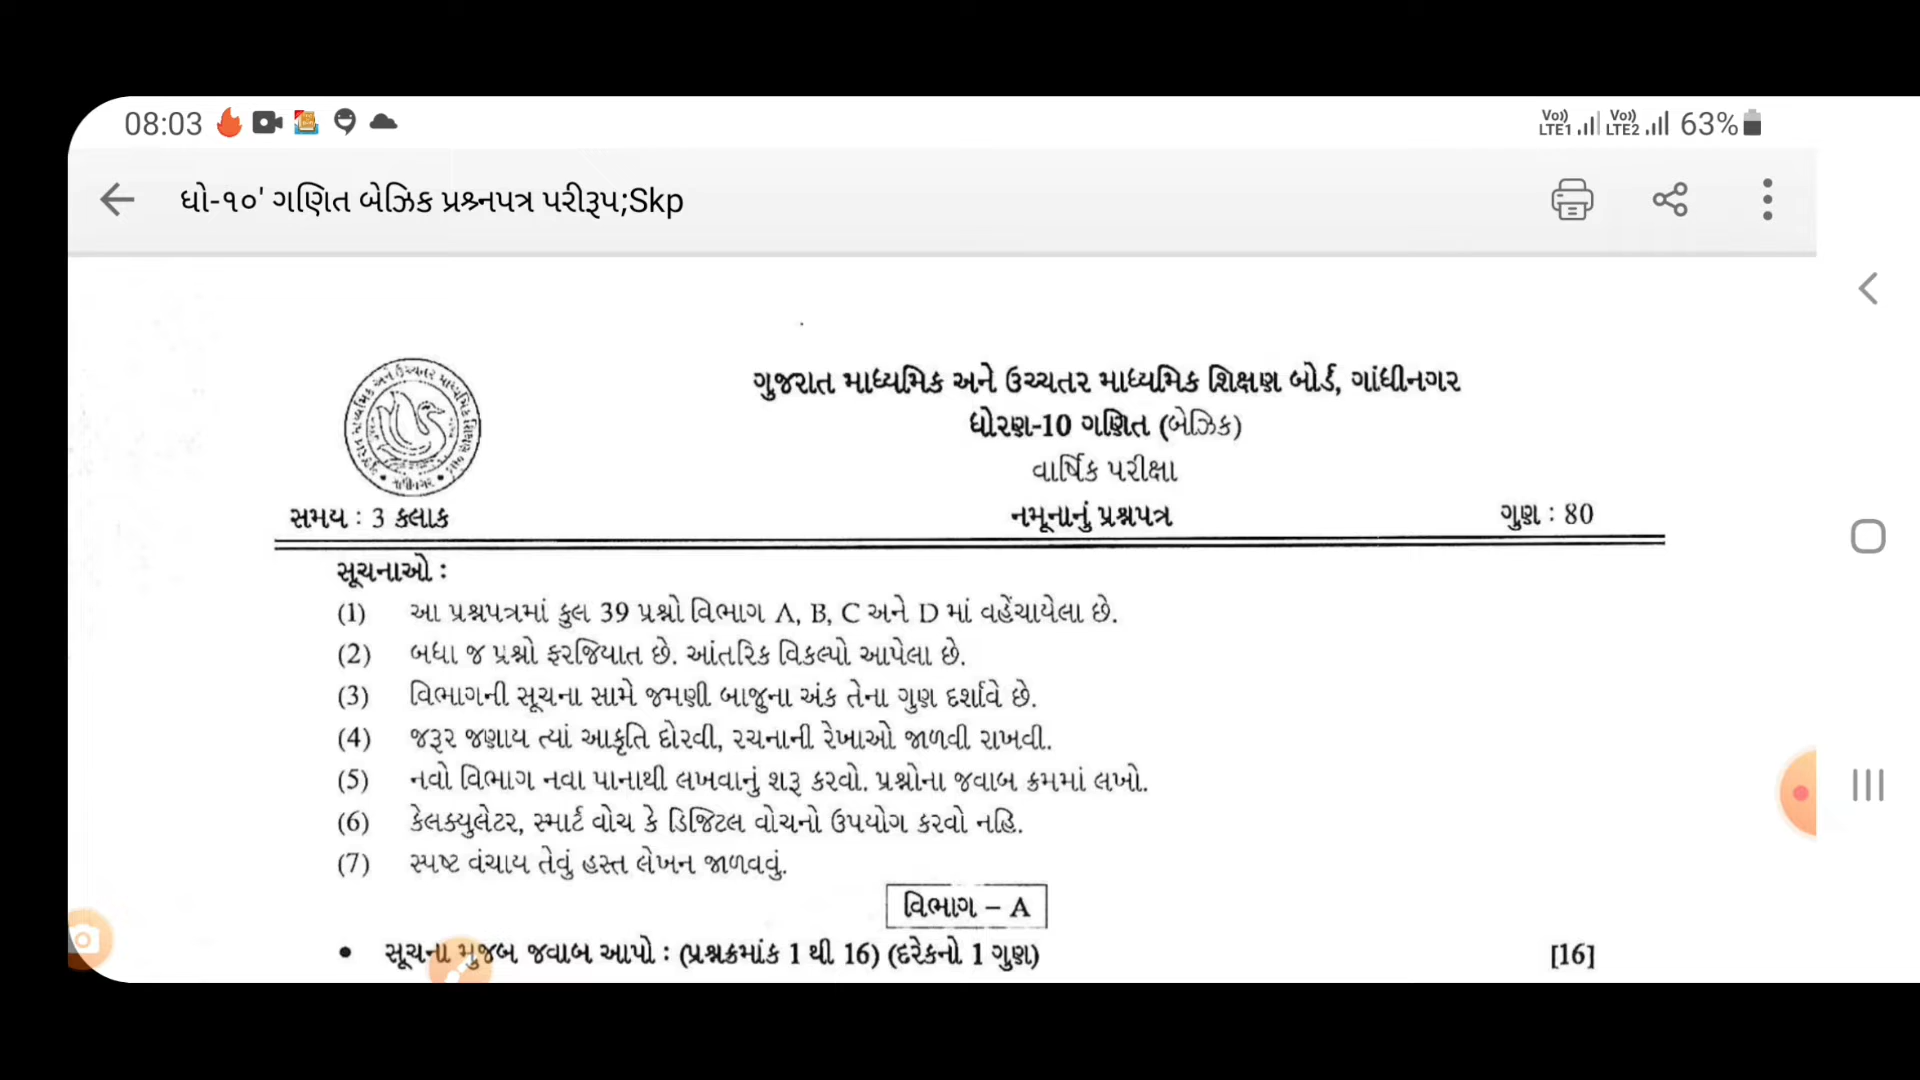 08:03
Vo)) LTE1 Vo)) LTE2 63%
ધો-૧૦' ગણિત બેઝિક પ્રશ્નપત્ર પરીરૂપ;Skp
ગુજરાત માધ્યમિક અને ઉચ્ચતર માધ્યમિક શિક્ષણ બોર્ડ, ગાંધીનગર
ધોરણ-10 ગણિત (બેઝિક)
વાર્ષિક પરીક્ષા
સમય : 3 કલાક નમૂનાનું પ્રશ્નપત્ર ગુણ : 80
સૂચનાઓ :
(1) આ પ્રશ્નપત્રમાં કુલ 39 પ્રશ્નો વિભાગ A, B, C અને D માં વહેંચાયેલા છે.
(2) બધા જ પ્રશ્નો ફરજિયાત છે. આંતરિક વિકલ્પો આપેલા છે.
(3) વિભાગની સૂચના સામે જમણી બાજુના અંક તેના ગુણ દર્શાવે છે.
(4) જરૂર જણાય ત્યાં આકૃતિ દોરવી, રચનાની રેખાઓ જાળવી રાખવી.
(5) નવો વિભાગ નવા પાનાથી લખવાનું શરૂ કરવો. પ્રશ્નોના જવાબ ક્રમમાં લખો.
(6) કેલક્યુલેટર, સ્માર્ટ વોચ કે ડિજિટલ વોચનો ઉપયોગ કરવો નહિ.
(7) સ્પષ્ટ વંચાય તેવું હસ્ત લેખન જાળવવું.
વિભાગ – A
• સૂચના મુજબ જવાબ આપો : (પ્રશ્નક્રમાંક 1 થી 16) (દરેકનો 1 ગુણ) [16]